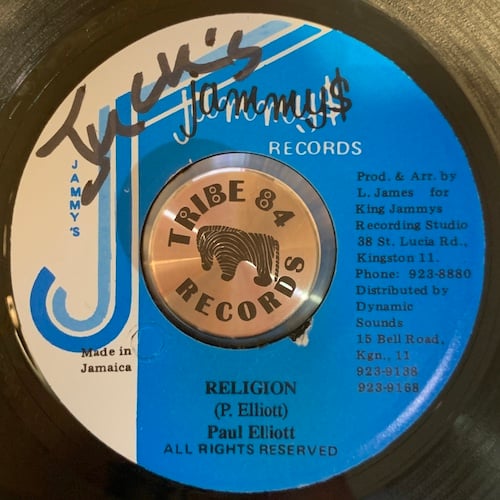 Jammy$
RECORDS
JAMMY'S
TRIBE 84
RECORDS
Prod. & Arr. by
L. James for
King Jammys
Recording Studio
38 St. Lucia Rd.,
Kingston 11.
Phone: 923-8880
Distributed by
Dynamic
Sounds
15 Bell Road,
Kgn., 11
923-9138
923-9168
Made in
Jamaica
RELIGION
(P. Elliott)
Paul Elliott
ALL RIGHTS RESERVED